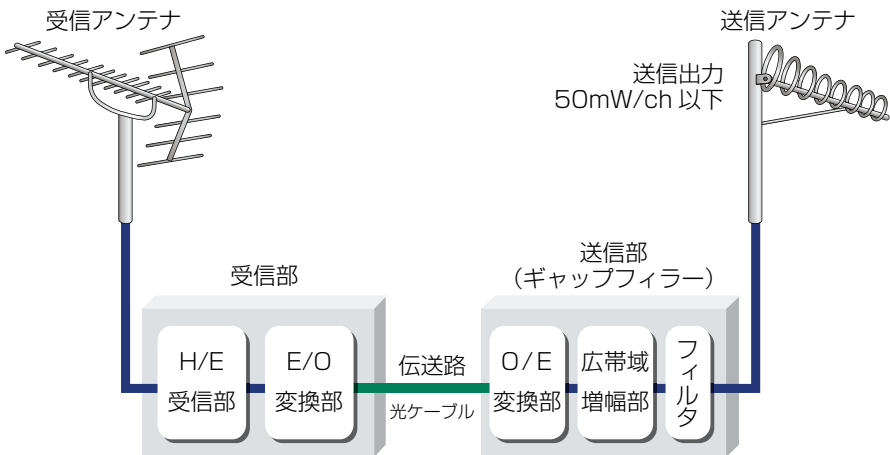 受信アンテナ
送信アンテナ
送信出力
50mW/ch 以下
受信部
送信部
(ギャップフィラー)
H/E
受信部
E/O
変換部
伝送路
光ケーブル
O/E
変換部
広帯域
増幅部
フィルタ